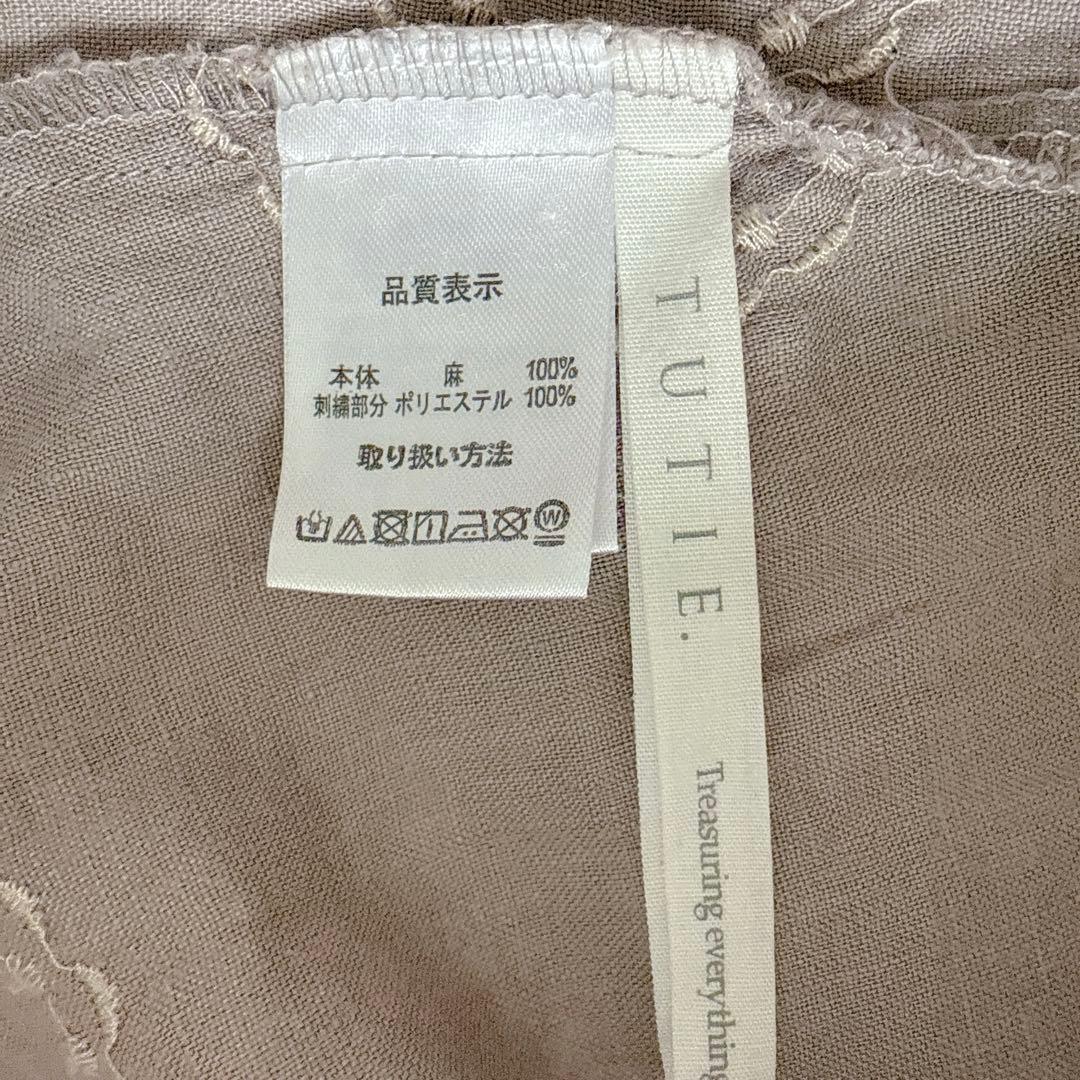 品質表示
本体 麻 100%
刺繍部分 ポリエステル 100%
取り扱い方法
W
TUTIE.
Treasuring everything